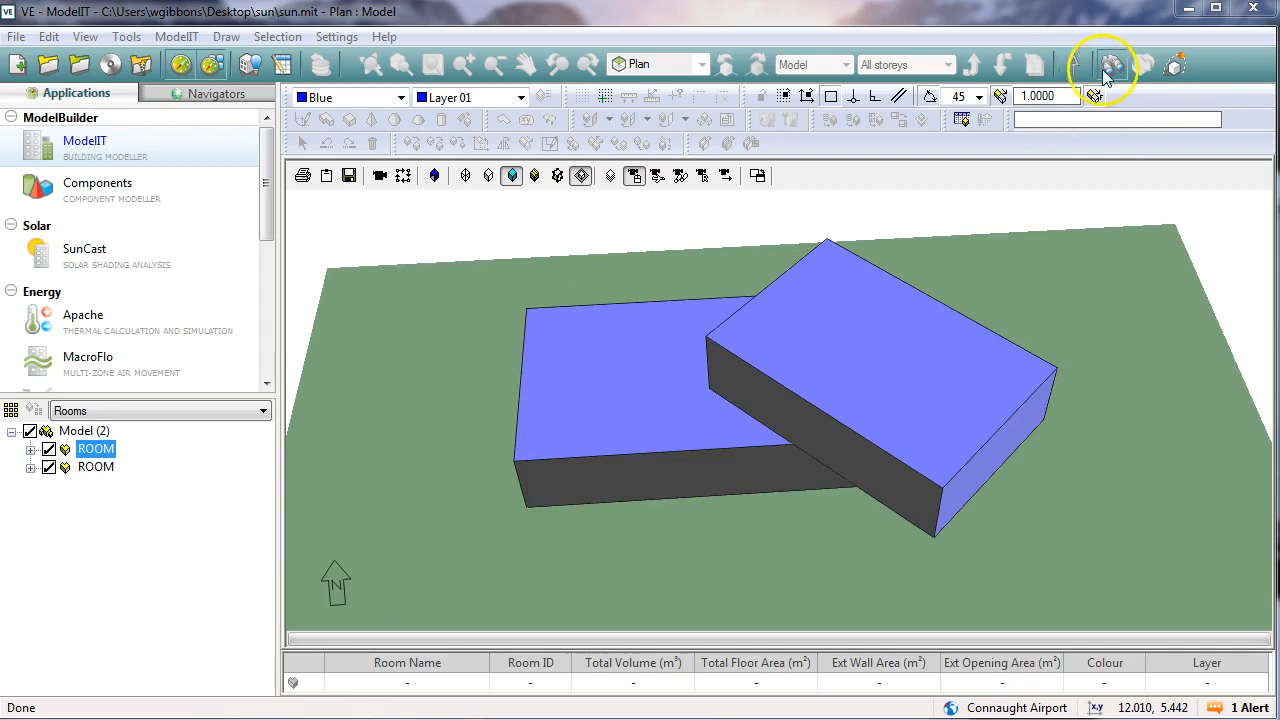 VE - ModelIT - C:\Users\wgibbons\Desktop\sun\sun.mit - Plan : Model
File Edit View Tools ModelIT Draw Selection Settings Help
Plan Model All storeys
Applications Navigators
Blue Layer 01 45 1.0000
ModelBuilder
ModelIT
BUILDING MODELLER
Components
COMPONENT MODELLER
Solar
SunCast
SOLAR SHADING ANALYSIS
Energy
Apache
THERMAL CALCULATION AND SIMULATION
MacroFlo
MULTI-ZONE AIR MOVEMENT
Rooms
Model (2)
ROOM
ROOM
N
Room Name Room ID Total Volume (m³) Total Floor Area (m²) Ext Wall Area (m²) Ext Opening Area (m²) Colour Layer
- - - - - - - -
Done Connaught Airport x,y 12.010, 5.442 1 Alert